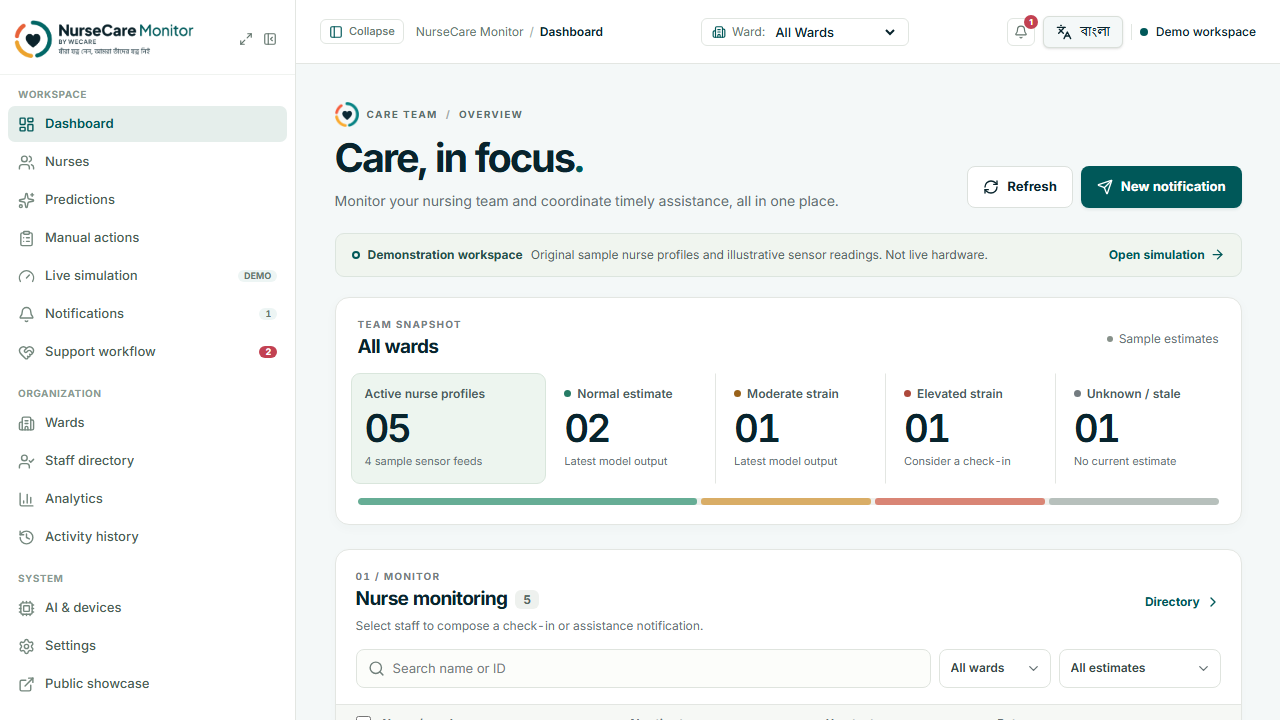 NurseCare Monitor
BY WECARE
WORKSPACE
Dashboard
Nurses
Predictions
Manual actions
Live simulation DEMO
Notifications 1
Support workflow 2
ORGANIZATION
Wards
Staff directory
Analytics
Activity history
SYSTEM
AI & devices
Settings
Public showcase
Collapse NurseCare Monitor / Dashboard Ward: All Wards 1 বাংলা Demo workspace
CARE TEAM / OVERVIEW
Care, in focus.
Monitor your nursing team and coordinate timely assistance, all in one place.
Refresh New notification
Demonstration workspace Original sample nurse profiles and illustrative sensor readings. Not live hardware. Open simulation
TEAM SNAPSHOT
All wards
Sample estimates
Active nurse profiles Normal estimate Moderate strain Elevated strain Unknown / stale
05 02 01 01 01
4 sample sensor feeds Latest model output Latest model output Consider a check-in No current estimate
01 / MONITOR
Nurse monitoring 5
Directory
Select staff to compose a check-in or assistance notification.
Search name or ID All wards All estimates